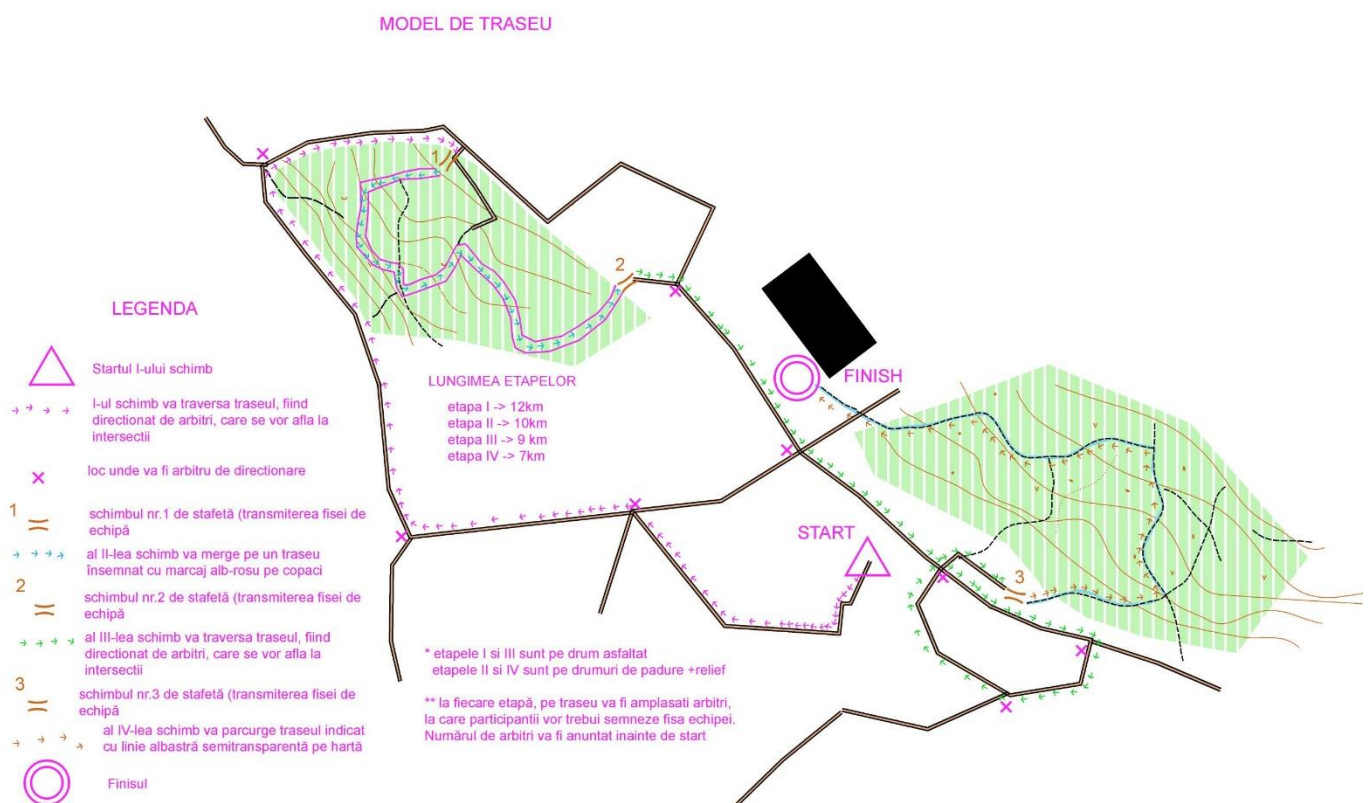 MODEL DE TRASEU
1
2
FINISH
START
3
LEGENDA
Startul I-ului schimb
I-ul schimb va traversa traseul, fiind
directionat de arbitri, care se vor afla la
intersectii
loc unde va fi arbitru de directionare
1
schimbul nr.1 de stafetă (transmiterea fisei de
echipă
al II-lea schimb va merge pe un traseu
însemnat cu marcaj alb-rosu pe copaci
2
schimbul nr.2 de stafetă (transmiterea fisei de
echipă
al III-lea schimb va traversa traseul, fiind
directionat de arbitri, care se vor afla la
intersectii
3
schimbul nr.3 de stafetă (transmiterea fisei de
echipă
al IV-lea schimb va parcurge traseul indicat
cu linie albastră semitransparentă pe hartă
Finisul
LUNGIMEA ETAPELOR
etapa I -> 12km
etapa II -> 10km
etapa III -> 9 km
etapa IV -> 7km
* etapele I si III sunt pe drum asfaltat
etapele II si IV sunt pe drumuri de padure +relief
** la fiecare etapă, pe traseu va fi amplasati arbitri,
la care participantii vor trebui semneze fisa echipei.
Numărul de arbitri va fi anuntat inainte de start